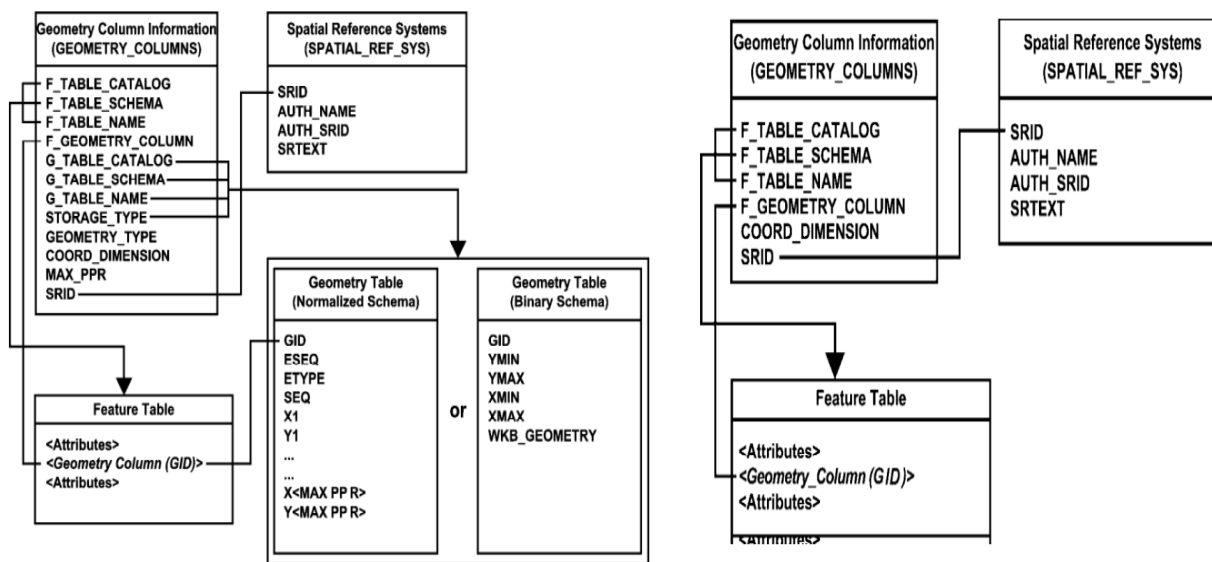 Geometry Column Information
(GEOMETRY_COLUMNS)
F_TABLE_CATALOG
F_TABLE_SCHEMA
F_TABLE_NAME
F_GEOMETRY_COLUMN
G_TABLE_CATALOG
G_TABLE_SCHEMA
G_TABLE_NAME
STORAGE_TYPE
GEOMETRY_TYPE
COORD_DIMENSION
MAX_PPR
SRID
Spatial Reference Systems
(SPATIAL_REF_SYS)
SRID
AUTH_NAME
AUTH_SRID
SRTEXT
Feature Table
<Attributes>
<Geometry Column (GID)>
<Attributes>
Geometry Table
(Normalized Schema)
GID
ESEQ
ETYPE
SEQ
X1
Y1
...
...
X<MAX PP R>
Y<MAX PP R>
or
Geometry Table
(Binary Schema)
GID
YMIN
YMAX
XMIN
XMAX
WKB_GEOMETRY
Geometry Column Information
(GEOMETRY_COLUMNS)
F_TABLE_CATALOG
F_TABLE_SCHEMA
F_TABLE_NAME
F_GEOMETRY_COLUMN
COORD_DIMENSION
SRID
Spatial Reference Systems
(SPATIAL_REF_SYS)
SRID
AUTH_NAME
AUTH_SRID
SRTEXT
Feature Table
<Attributes>
<Geometry_Column (GID)>
<Attributes>
<Attributes>